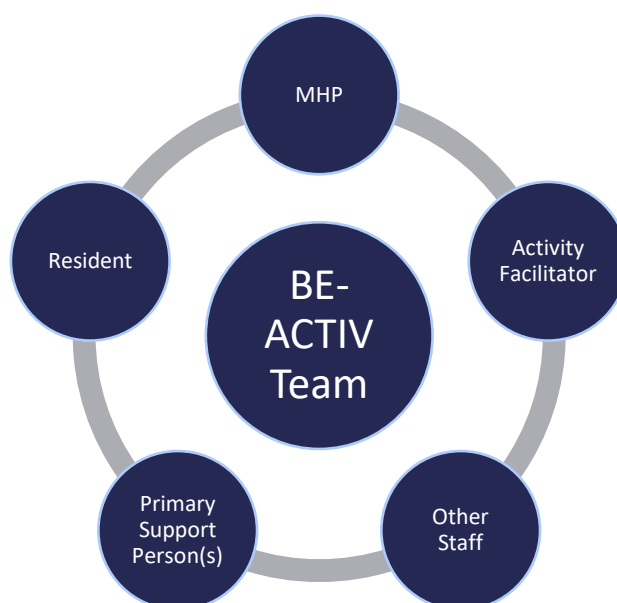 MHP
Activity
Facilitator
Other
Staff
Primary
Support
Person(s)
Resident
BE-
ACTIV
Team